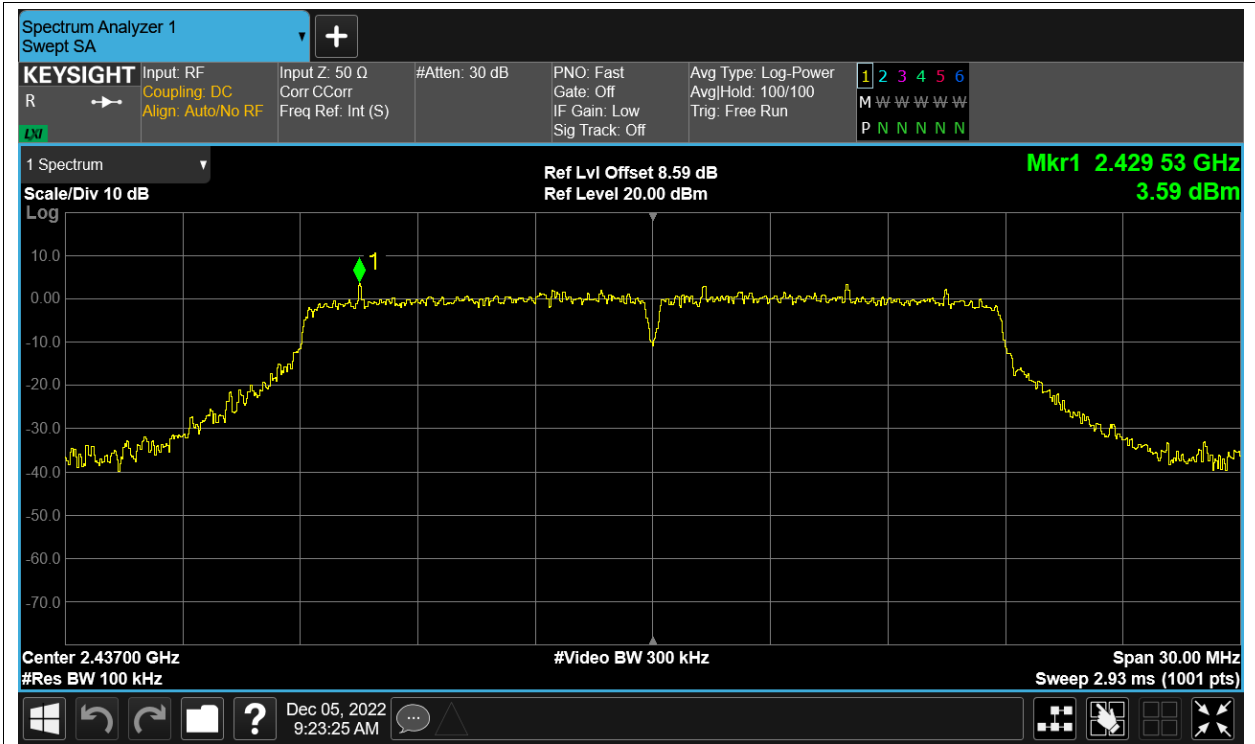 Spectrum Analyzer 1
Swept SA
+
KEYSIGHT
R
LXI
Input: RF
Coupling: DC
Align: Auto/No RF
Input Z: 50 Ω
Corr CCorr
Freq Ref: Int (S)
#Atten: 30 dB
PNO: Fast
Gate: Off
IF Gain: Low
Sig Track: Off
Avg Type: Log-Power
Avg|Hold: 100/100
Trig: Free Run
1 2 3 4 5 6
M W W W W W
P N N N N N
1 Spectrum
Scale/Div 10 dB
Log
Ref Lvl Offset 8.59 dB
Ref Level 20.00 dBm
Mkr1 2.429 53 GHz
3.59 dBm
1
10.0
0.00
-10.0
-20.0
-30.0
-40.0
-50.0
-60.0
-70.0
Center 2.43700 GHz
#Res BW 100 kHz
#Video BW 300 kHz
Span 30.00 MHz
Sweep 2.93 ms (1001 pts)
?
Dec 05, 2022
9:23:25 AM